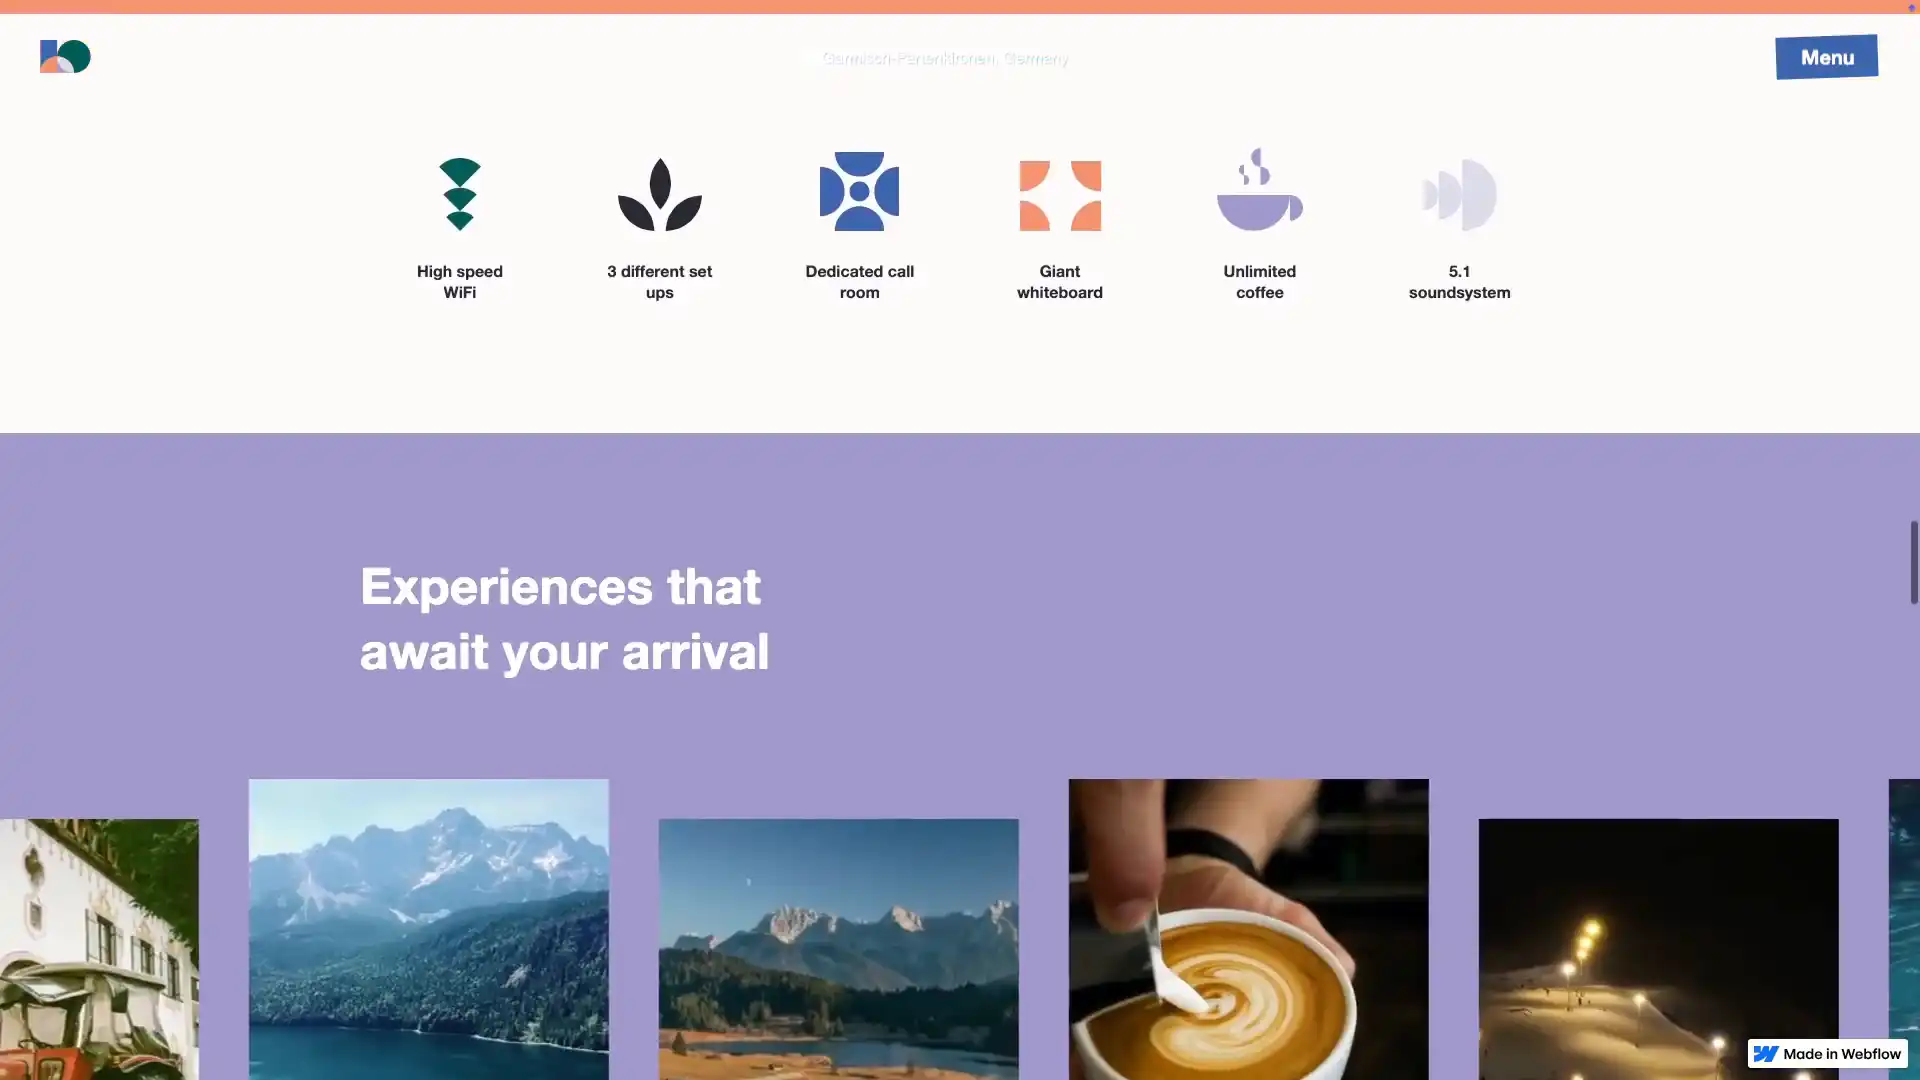 Garmisch-Partenkirchen, Germany
Menu
High speed
WiFi
3 different set
ups
Dedicated call
room
Giant
whiteboard
Unlimited
coffee
5.1
soundsystem
Experiences that
await your arrival
Made in Webflow